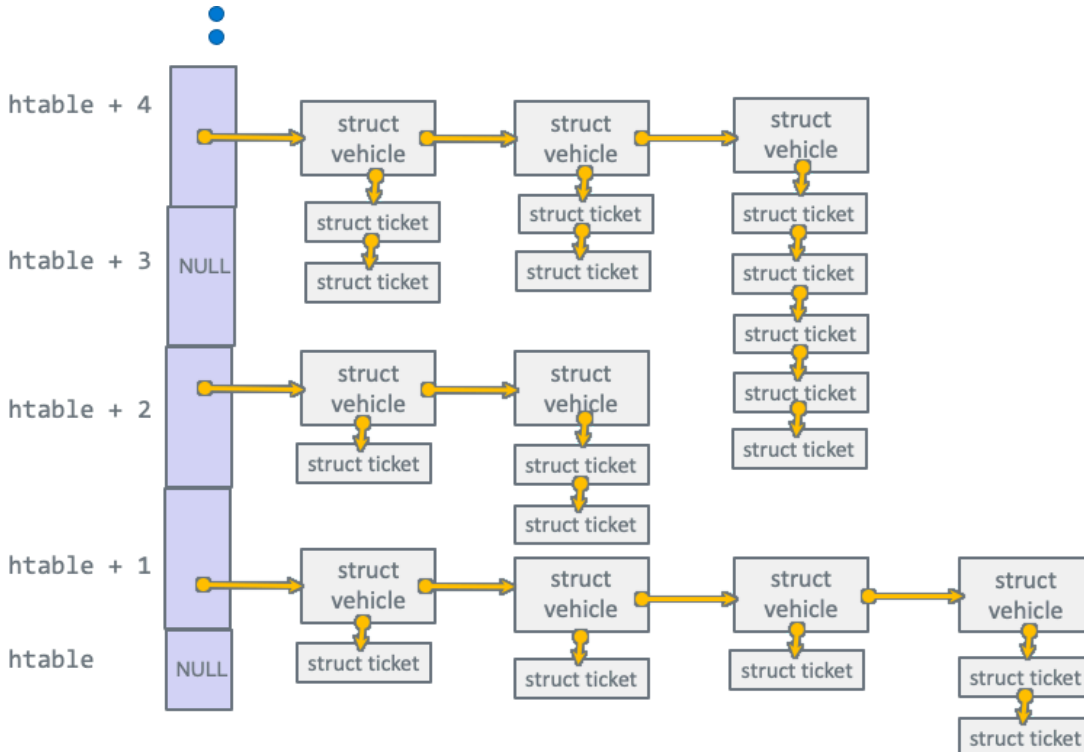 htable + 4
struct
vehicle
struct
vehicle
struct
vehicle
struct ticket
struct ticket
struct ticket
htable + 3
NULL
struct ticket
struct ticket
struct ticket
struct ticket
htable + 2
struct
vehicle
struct
vehicle
struct ticket
struct ticket
struct ticket
struct ticket
struct ticket
htable + 1
struct
vehicle
struct
vehicle
struct
vehicle
struct
vehicle
htable
NULL
struct ticket
struct ticket
struct ticket
struct ticket
struct ticket